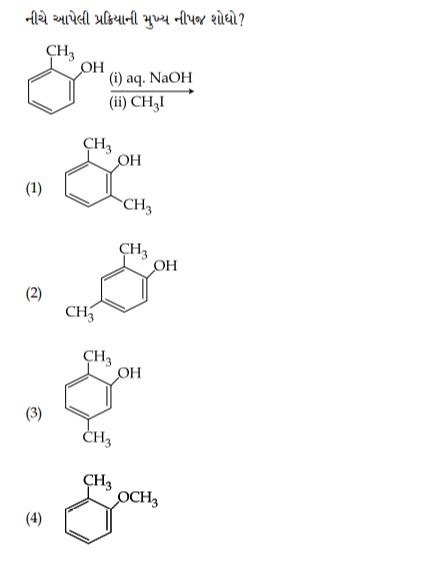 નીચે આપેલી પ્રક્રિયાની મુખ્ય નીપજ શોધો?
CH3
OH
(i) aq. NaOH
(ii) CH3I
CH3
OH
(1)
CH3
CH3
OH
(2)
CH3
CH3
OH
(3)
CH3
CH3
OCH3
(4)